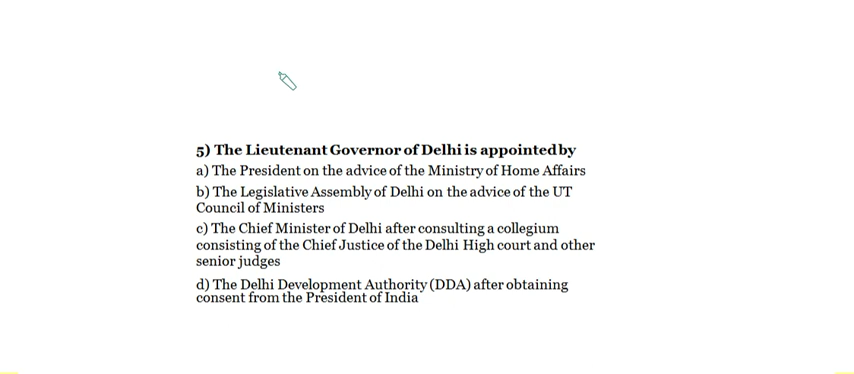 5) The Lieutenant Governor of Delhi is appointed by
a) The President on the advice of the Ministry of Home Affairs
b) The Legislative Assembly of Delhi on the advice of the UT
Council of Ministers
c) The Chief Minister of Delhi after consulting a collegium
consisting of the Chief Justice of the Delhi High court and other
senior judges
d) The Delhi Development Authority (DDA) after obtaining
consent from the President of India